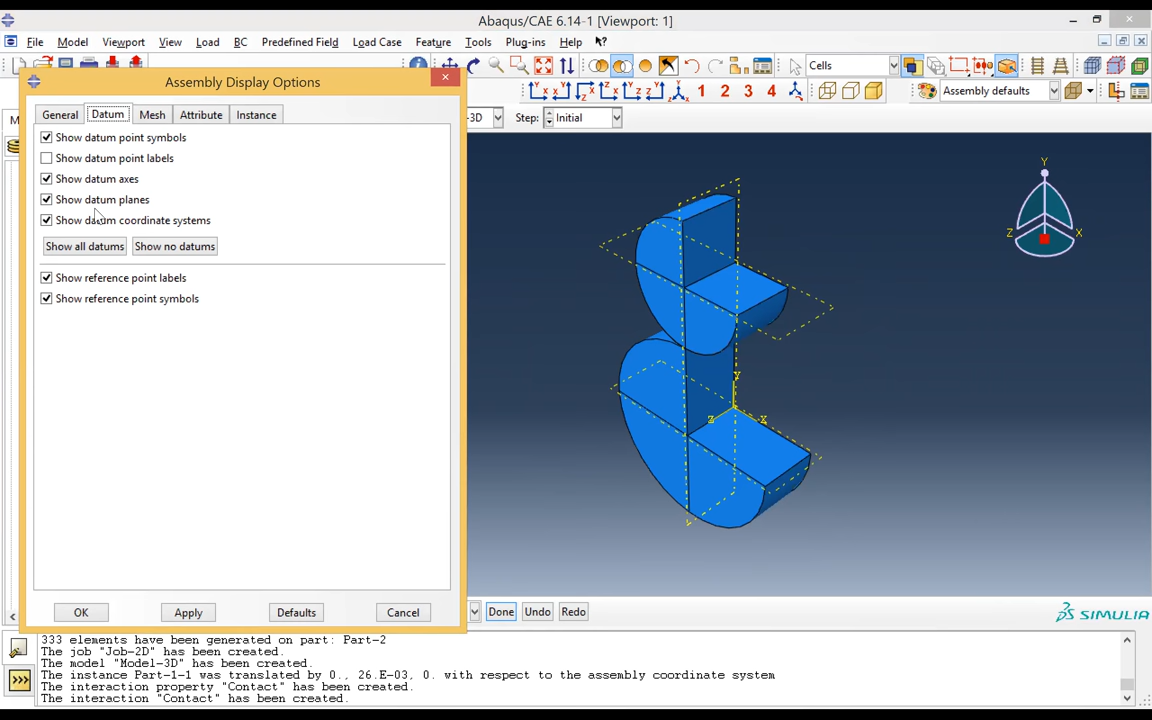 Abaqus/CAE 6.14-1 [Viewport: 1]
File Model Viewport View Load BC Predefined Field Load Case Feature Tools Plug-ins Help
Cells
1 2 3 4 Assembly defaults
Assembly Display Options
General Datum Mesh Attribute Instance
-3D Step: Initial
Show datum point symbols
Show datum point labels
Show datum axes
Show datum planes
Show datum coordinate systems
Show all datums Show no datums
Show reference point labels
Show reference point symbols
Y
Z X
Y
Z X
OK Apply Defaults Cancel
Done Undo Redo
SIMULIA
333 elements have been generated on part: Part-2
The job "Job-2D" has been created.
The model "Model-3D" has been created.
The instance Part-1-1 was translated by 0., 26.E-03, 0. with respect to the assembly coordinate system
The interaction property "Contact" has been created.
The interaction "Contact" has been created.